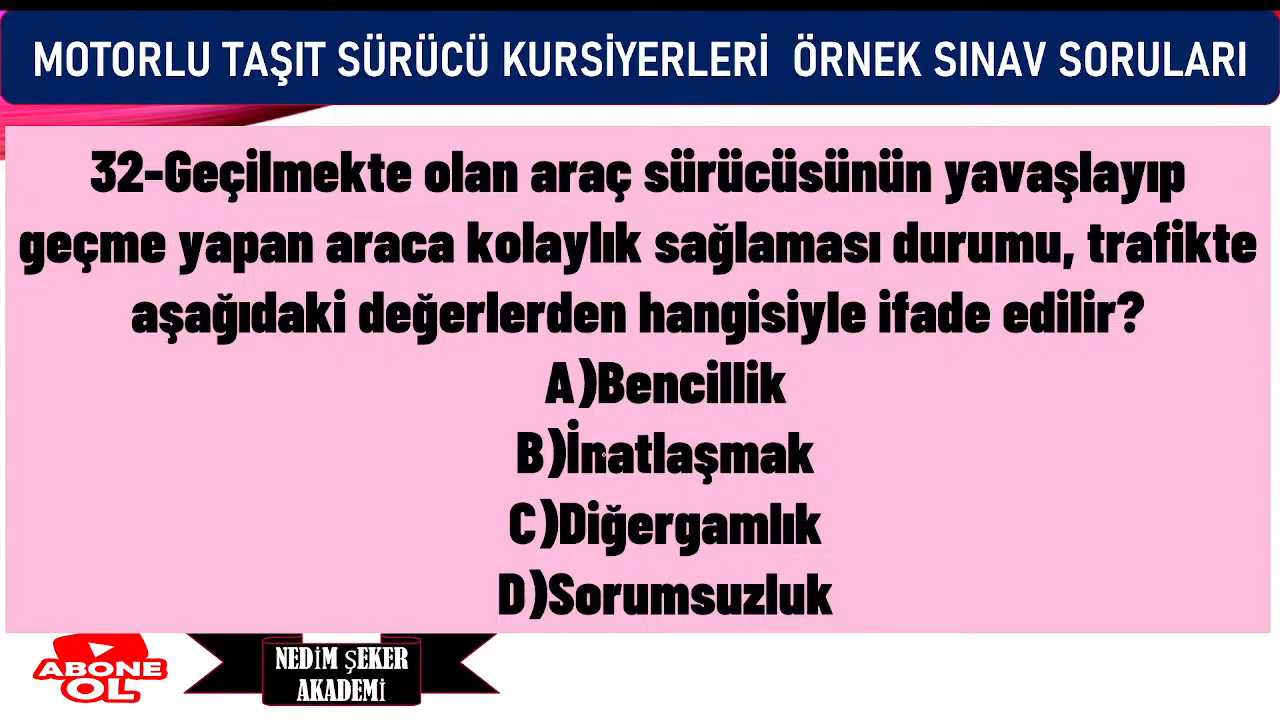 MOTORLU TAŞIT SÜRÜCÜ KURSİYERLERİ ÖRNEK SINAV SORULARI
32-Geçilmekte olan araç sürücüsünün yavaşlayıp
geçme yapan araca kolaylık sağlaması durumu, trafikte
aşağıdaki değerlerden hangisiyle ifade edilir?
A)Bencillik
B)İnatlaşmak
C)Diğergamlık
D)Sorumsuzluk
ABONE
OL
NEDİM ŞEKER
AKADEMİ